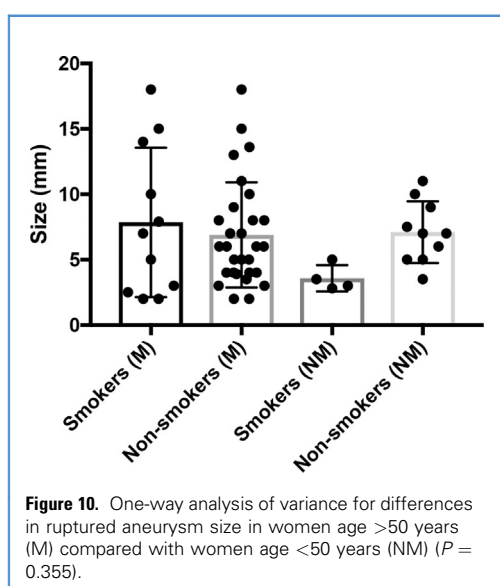 20
15
10
5
0
Size (mm)
Smokers (M)
Non-smokers (M)
Smokers (NM)
Non-smokers (NM)
Figure 10. One-way analysis of variance for differences
in ruptured aneurysm size in women age >50 years
(M) compared with women age <50 years (NM) (P =
0.355).